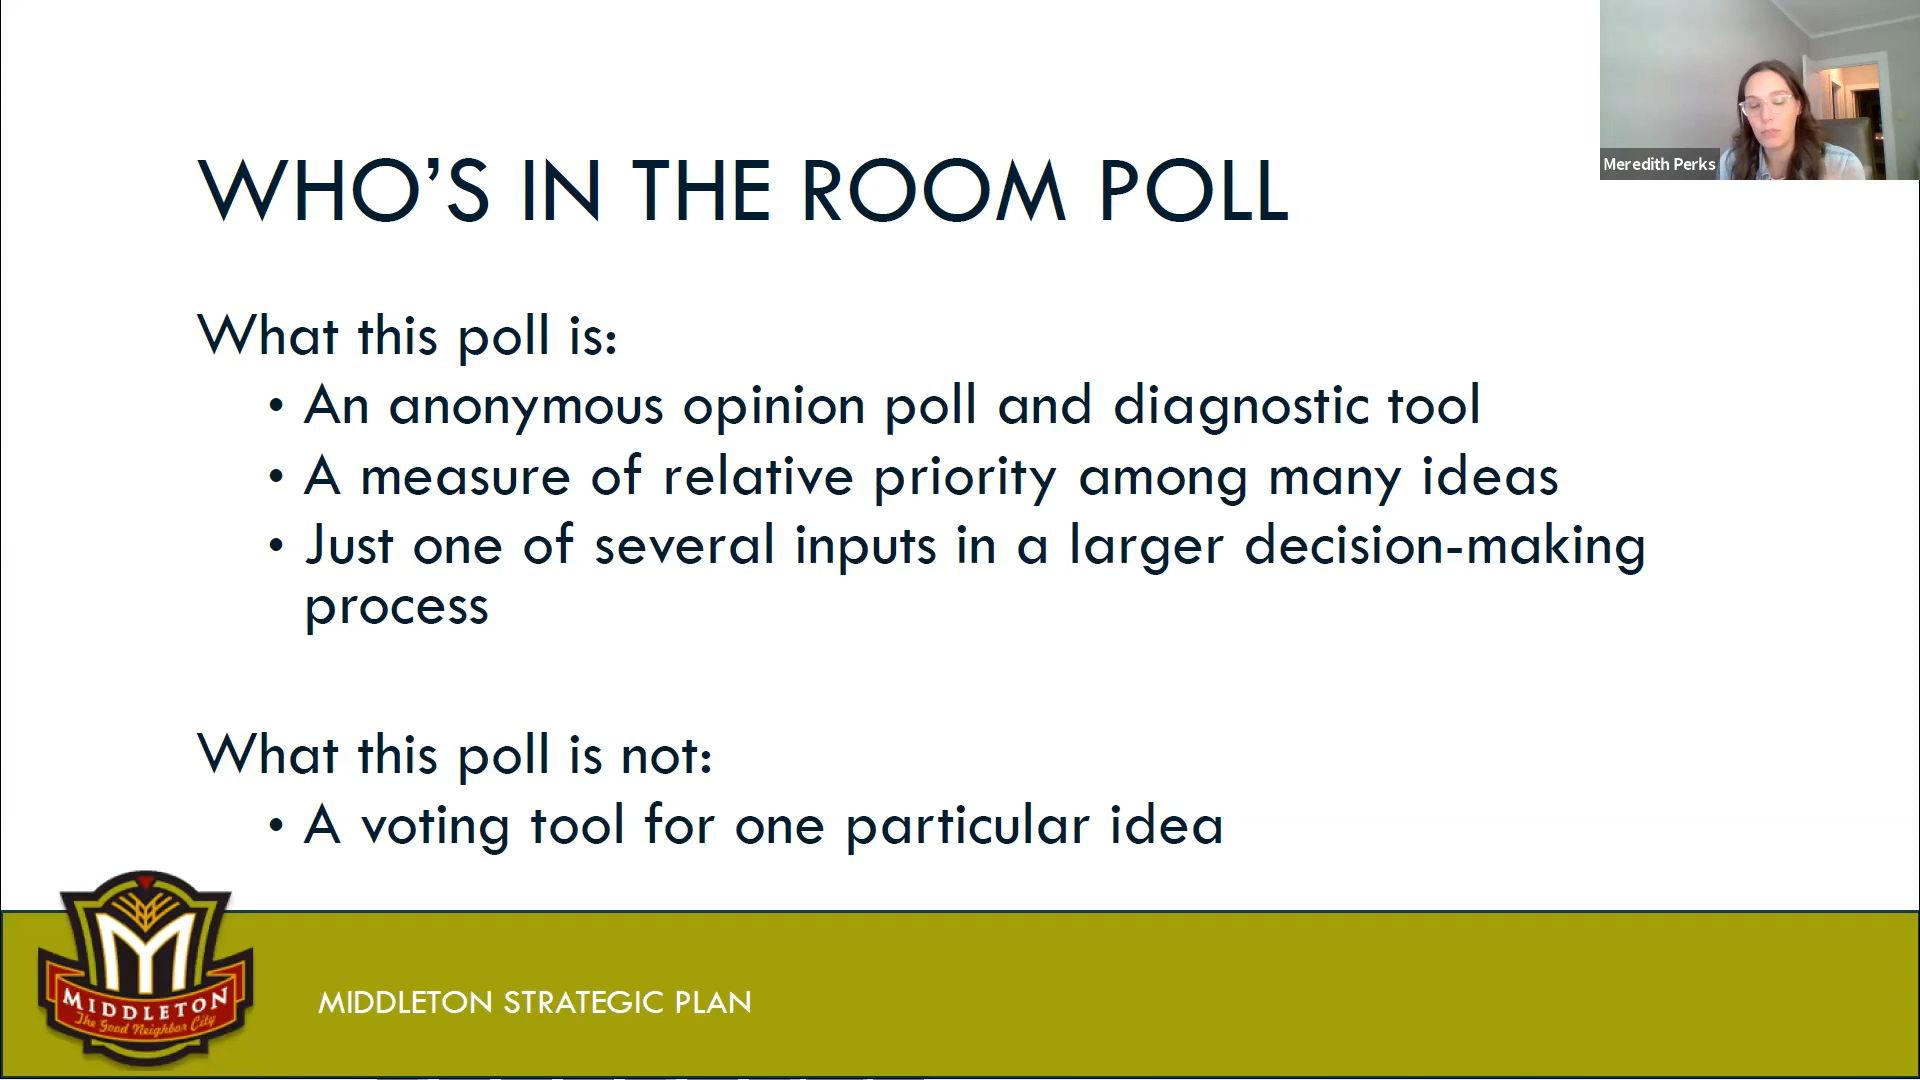 Meredith Perks
WHO’S IN THE ROOM POLL
What this poll is:
• An anonymous opinion poll and diagnostic tool
• A measure of relative priority among many ideas
• Just one of several inputs in a larger decision-making
process
What this poll is not:
• A voting tool for one particular idea
M
MIDDLETON
The Good Neighbor City
MIDDLETON STRATEGIC PLAN